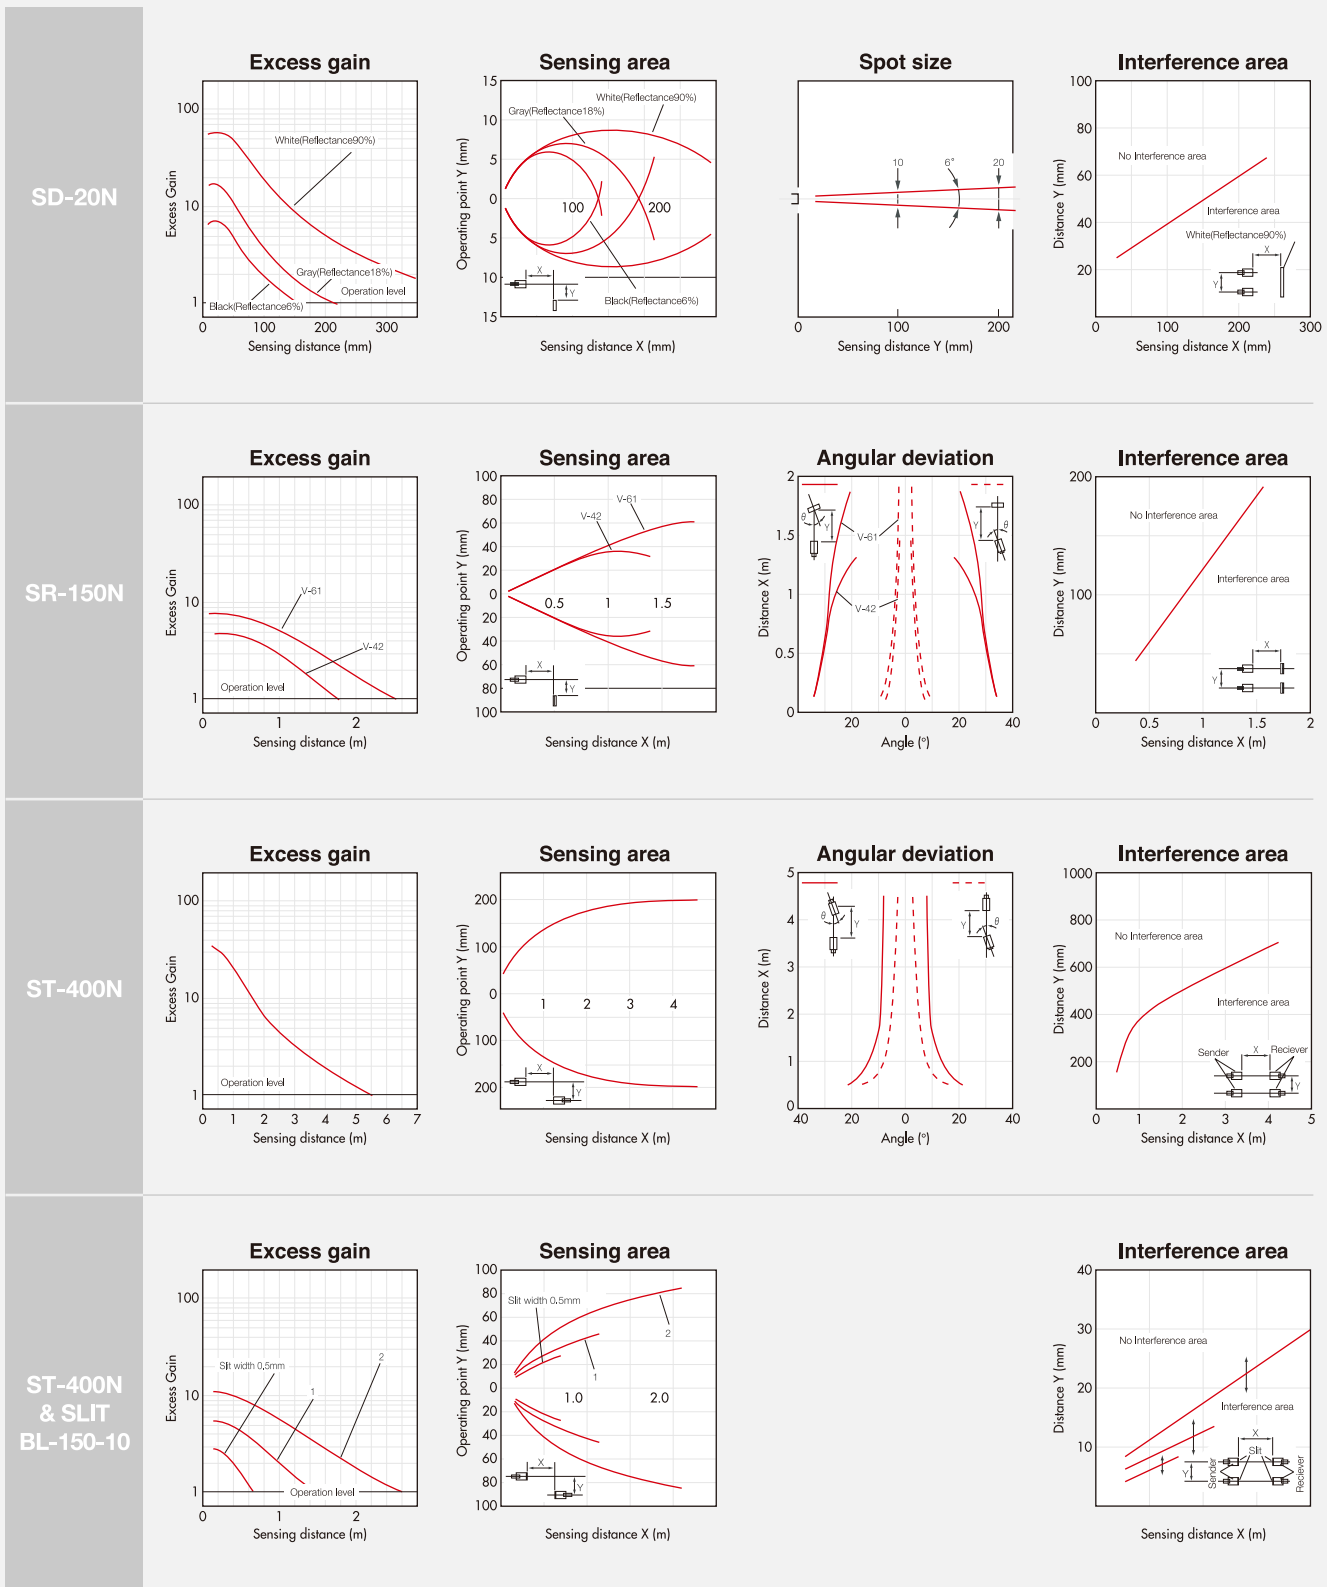 SD-20N
Excess gain
Excess Gain
100
10
1
White(Reflectance90%)
Gray(Reflectance18%)
Operation level
Black(Reflectance6%)
0 100 200 300
Sensing distance (mm)
Sensing area
Operating point Y (mm)
15
10
5
0
5
10
15
White(Reflectance90%)
Gray(Reflectance18%)
100 200
Black(Reflectance6%)
X
Y
Sensing distance X (mm)
Spot size
10 6° 20
0 100 200
Sensing distance Y (mm)
Interference area
Distance Y (mm)
100
80
60
40
20
No Interference area
Interference area
White(Reflectance90%)
X
Y
0 100 200 300
Sensing distance X (mm)
SR-150N
Excess gain
Excess Gain
100
10
1
V-61
V-42
Operation level
0 1 2
Sensing distance (m)
Sensing area
Operating point Y (mm)
100
80
60
40
20
0
20
40
60
80
100
V-61
V-42
0.5 1 1.5
X
Y
Sensing distance X (m)
Angular deviation
Distance X (m)
2
1.5
1
0.5
0
θ
Y
V-61
V-42
Y
θ
20 0 20 40
Angle (°)
Interference area
Distance Y (mm)
200
100
No Interference area
Interference area
X
Y
0 0.5 1 1.5 2
Sensing distance X (m)
ST-400N
Excess gain
Excess Gain
100
10
1
Operation level
0 1 2 3 4 5 6 7
Sensing distance (m)
Sensing area
Operating point Y (mm)
200
100
0
100
200
1 2 3 4
X
Y
Sensing distance X (m)
Angular deviation
Distance X (m)
5
4
3
2
1
0
θ
Y
Y
θ
40 20 0 20 40
Angle (°)
Interference area
Distance Y (mm)
1000
800
600
400
200
No Interference area
Interference area
Sender X Reciever
Y
0 1 2 3 4 5
Sensing distance X (m)
ST-400N
& SLIT
BL-150-10
Excess gain
Excess Gain
100
10
1
Slit width 0,5mm
1
2
Operation level
0 1 2
Sensing distance (m)
Sensing area
Operating point Y (mm)
100
80
60
40
20
0
20
40
60
80
100
Slit width 0.5mm
2
1
1.0 2.0
X
Y
Sensing distance X (m)
Interference area
Distance Y (mm)
40
30
20
10
No Interference area
Interference area
X
Slit
Y
Sender
Reciever
Sensing distance X (m)